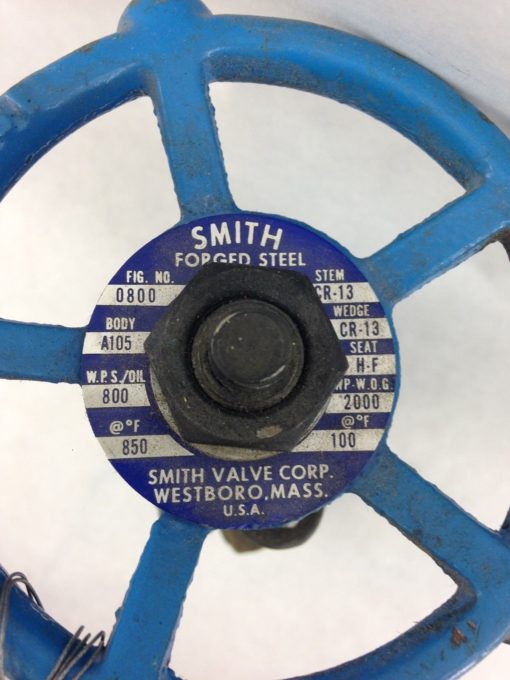 SMITH
FORGED STEEL
FIG. NO.
0800
BODY
A105
W.P.S./OIL
800
@°F
850
STEM
CR-13
WEDGE
CR-13
SEAT
H-F
WP-W.O.G.
2000
@°F
100
SMITH VALVE CORP.
WESTBORO, MASS.
U.S.A.